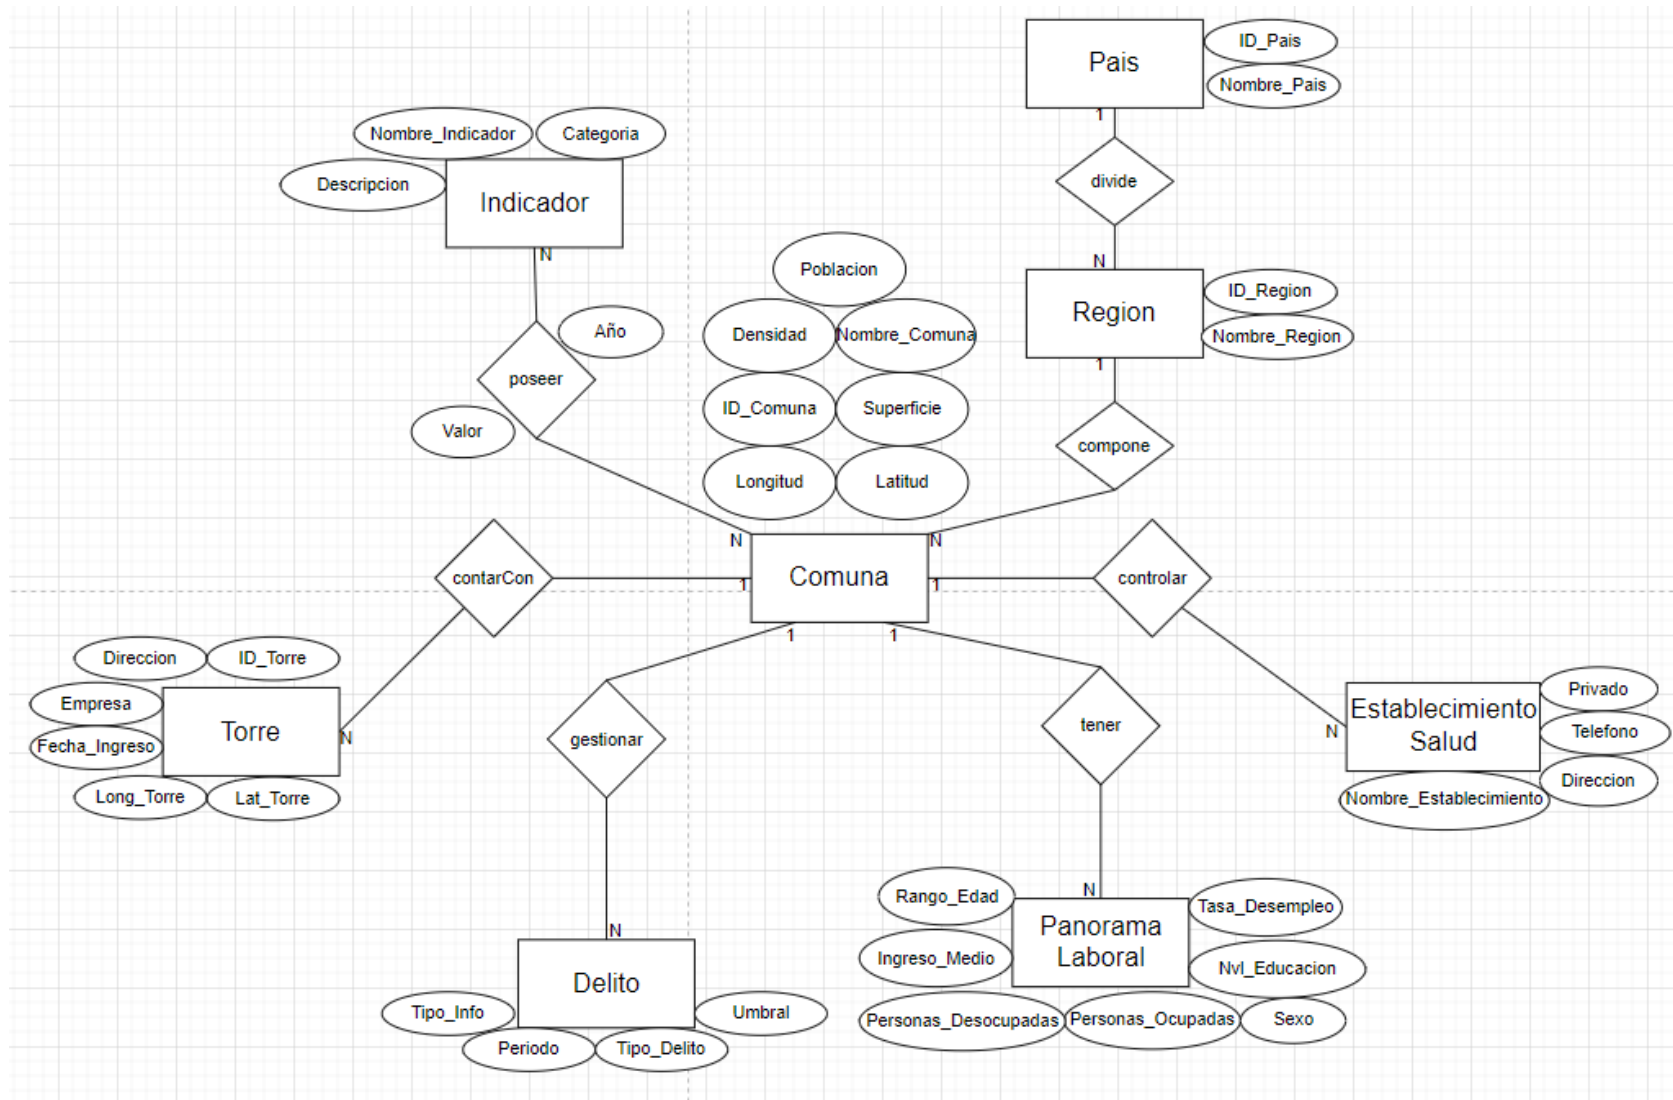 Pais
ID_Pais
Nombre_Pais
1
divide
N
Region
ID_Region
Nombre_Region
1
compone
N
Nombre_Indicador
Categoria
Descripcion
Indicador
N
Año
poseer
Valor
N
Poblacion
Densidad
Nombre_Comuna
ID_Comuna
Superficie
Longitud
Latitud
Comuna
1
contarCon
N
Direccion
ID_Torre
Empresa
Torre
Fecha_Ingreso
Long_Torre
Lat_Torre
1
gestionar
N
Delito
Tipo_Info
Umbral
Periodo
Tipo_Delito
1
tener
N
Rango_Edad
Panorama
Laboral
Tasa_Desempleo
Ingreso_Medio
Nvl_Educacion
Personas_Desocupadas
Personas_Ocupadas
Sexo
1
controlar
N
Establecimiento
Salud
Privado
Telefono
Direccion
Nombre_Establecimiento